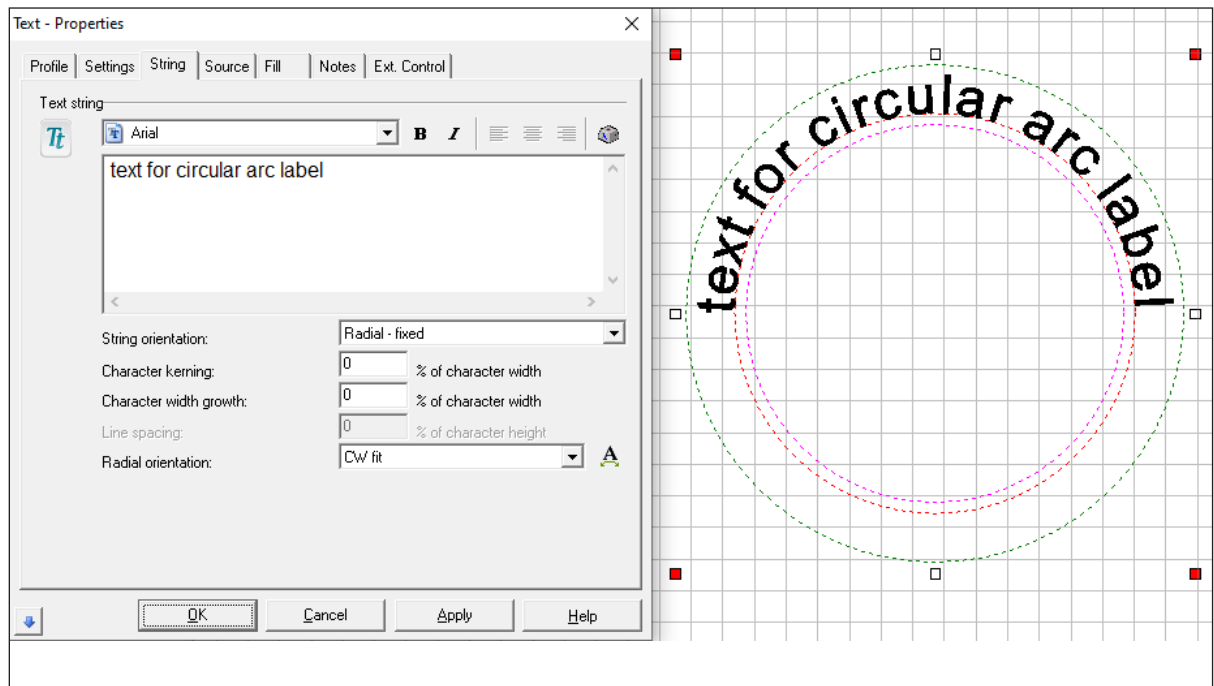 Text - Properties
Profile Settings String Source Fill Notes Ext. Control
Text string
Tt Arial B I
text for circular arc label
String orientation: Radial - fixed
Character kerning: 0 % of character width
Character width growth: 0 % of character width
Line spacing: 0 % of character height
Radial orientation: CW fit A
OK Cancel Apply Help
text for circular arc label